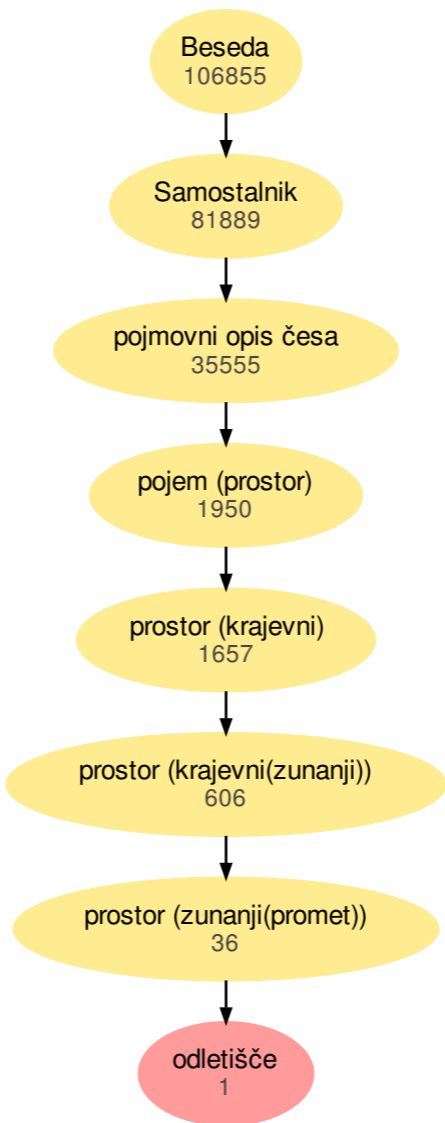 Beseda
106855
Samostalnik
81889
pojmovni opis česa
35555
pojem (prostor)
1950
prostor (krajevni)
1657
prostor (krajevni(zunanji))
606
prostor (zunanji(promet))
36
odletišče
1